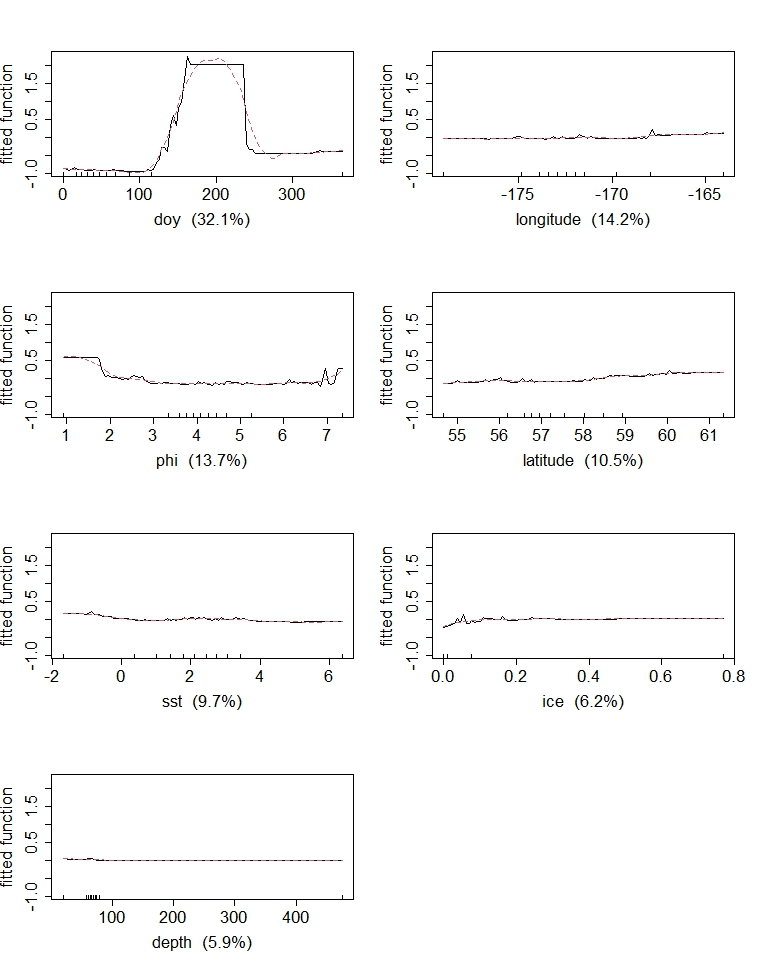 fitted function
-1.0 0.5 1.5
0 100 200 300
doy (32.1%)
fitted function
-1.0 0.5 1.5
-175 -170 -165
longitude (14.2%)
fitted function
-1.0 0.5 1.5
1 2 3 4 5 6 7
phi (13.7%)
fitted function
-1.0 0.5 1.5
55 56 57 58 59 60 61
latitude (10.5%)
fitted function
-1.0 0.5 1.5
-2 0 2 4 6
sst (9.7%)
fitted function
-1.0 0.5 1.5
0.0 0.2 0.4 0.6 0.8
ice (6.2%)
fitted function
-1.0 0.5 1.5
100 200 300 400
depth (5.9%)